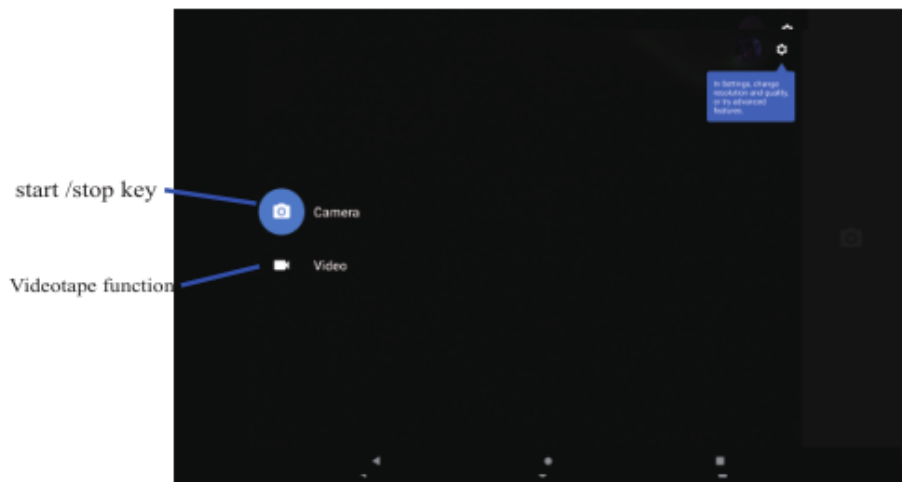 In Settings, change
resolution and quality,
or try advanced
features.
start /stop key
Camera
Video
Videotape function